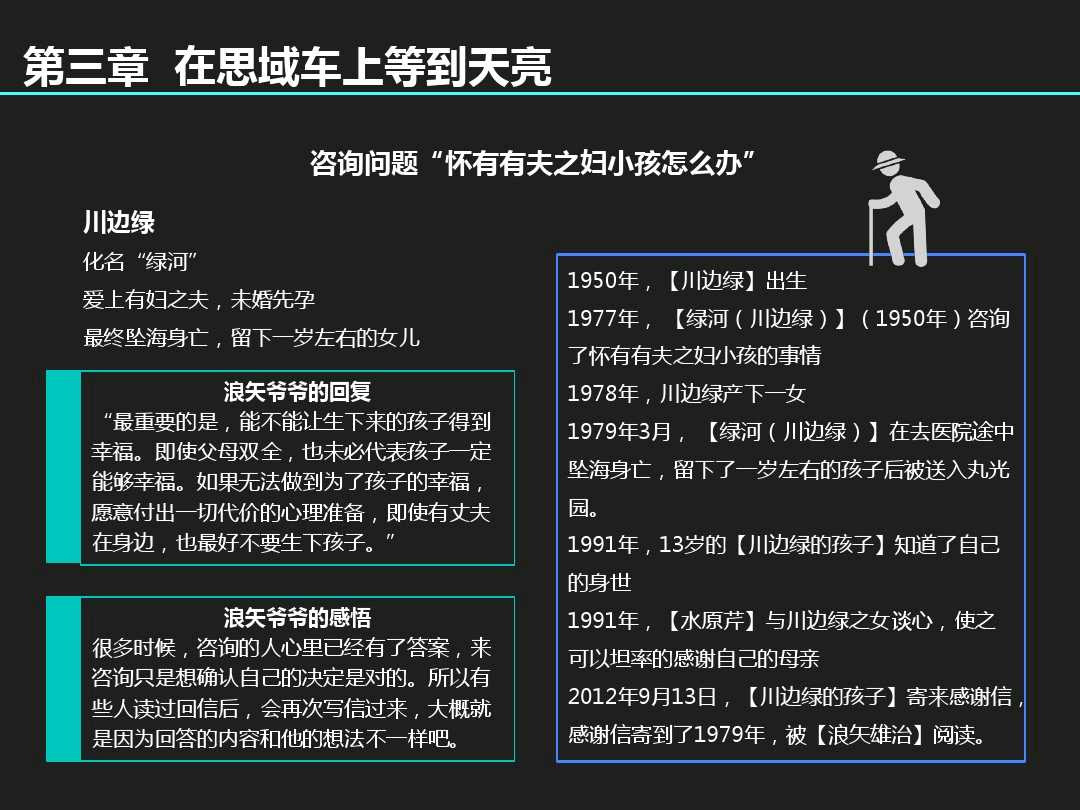 第三章 在思域车上等到天亮
咨询问题“怀有有夫之妇小孩怎么办”
川边绿
化名“绿河”
爱上有妇之夫，未婚先孕
最终坠海身亡，留下一岁左右的女儿
浪矢爷爷的回复
“最重要的是，能不能让生下来的孩子得到
幸福。即使父母双全，也未必代表孩子一定
能够幸福。如果无法做到为了孩子的幸福，
愿意付出一切代价的心理准备，即使有丈夫
在身边，也最好不要生下孩子。”
浪矢爷爷的感悟
很多时候，咨询的人心里已经有了答案，来
咨询只是想确认自己的决定是对的。所以有
些人读过回信后，会再次写信过来，大概就
是因为回答的内容和他的想法不一样吧。
1950年，【川边绿】出生
1977年， 【绿河（川边绿）】（1950年）咨询
了怀有有夫之妇小孩的事情
1978年，川边绿产下一女
1979年3月， 【绿河（川边绿）】在去医院途中
坠海身亡，留下了一岁左右的孩子后被送入丸光
园。
1991年，13岁的【川边绿的孩子】知道了自己
的身世
1991年，【水原芹】与川边绿之女谈心，使之
可以坦率的感谢自己的母亲
2012年9月13日，【川边绿的孩子】寄来感谢信，
感谢信寄到了1979年，被【浪矢雄治】阅读。